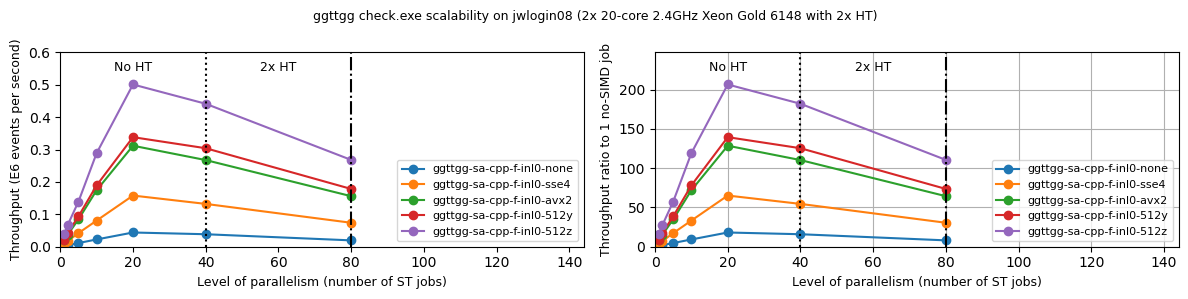 ggttgg check.exe scalability on jwlogin08 (2x 20-core 2.4GHz Xeon Gold 6148 with 2x HT)
Throughput (E6 events per second)
0.6
0.5
0.4
0.3
0.2
0.1
0.0
No HT
2x HT
ggttgg-sa-cpp-f-inl0-none
ggttgg-sa-cpp-f-inl0-sse4
ggttgg-sa-cpp-f-inl0-avx2
ggttgg-sa-cpp-f-inl0-512y
ggttgg-sa-cpp-f-inl0-512z
0 20 40 60 80 100 120 140
Level of parallelism (number of ST jobs)
Throughput ratio to 1 no-SIMD job
200
150
100
50
0
No HT
2x HT
ggttgg-sa-cpp-f-inl0-none
ggttgg-sa-cpp-f-inl0-sse4
ggttgg-sa-cpp-f-inl0-avx2
ggttgg-sa-cpp-f-inl0-512y
ggttgg-sa-cpp-f-inl0-512z
0 20 40 60 80 100 120 140
Level of parallelism (number of ST jobs)